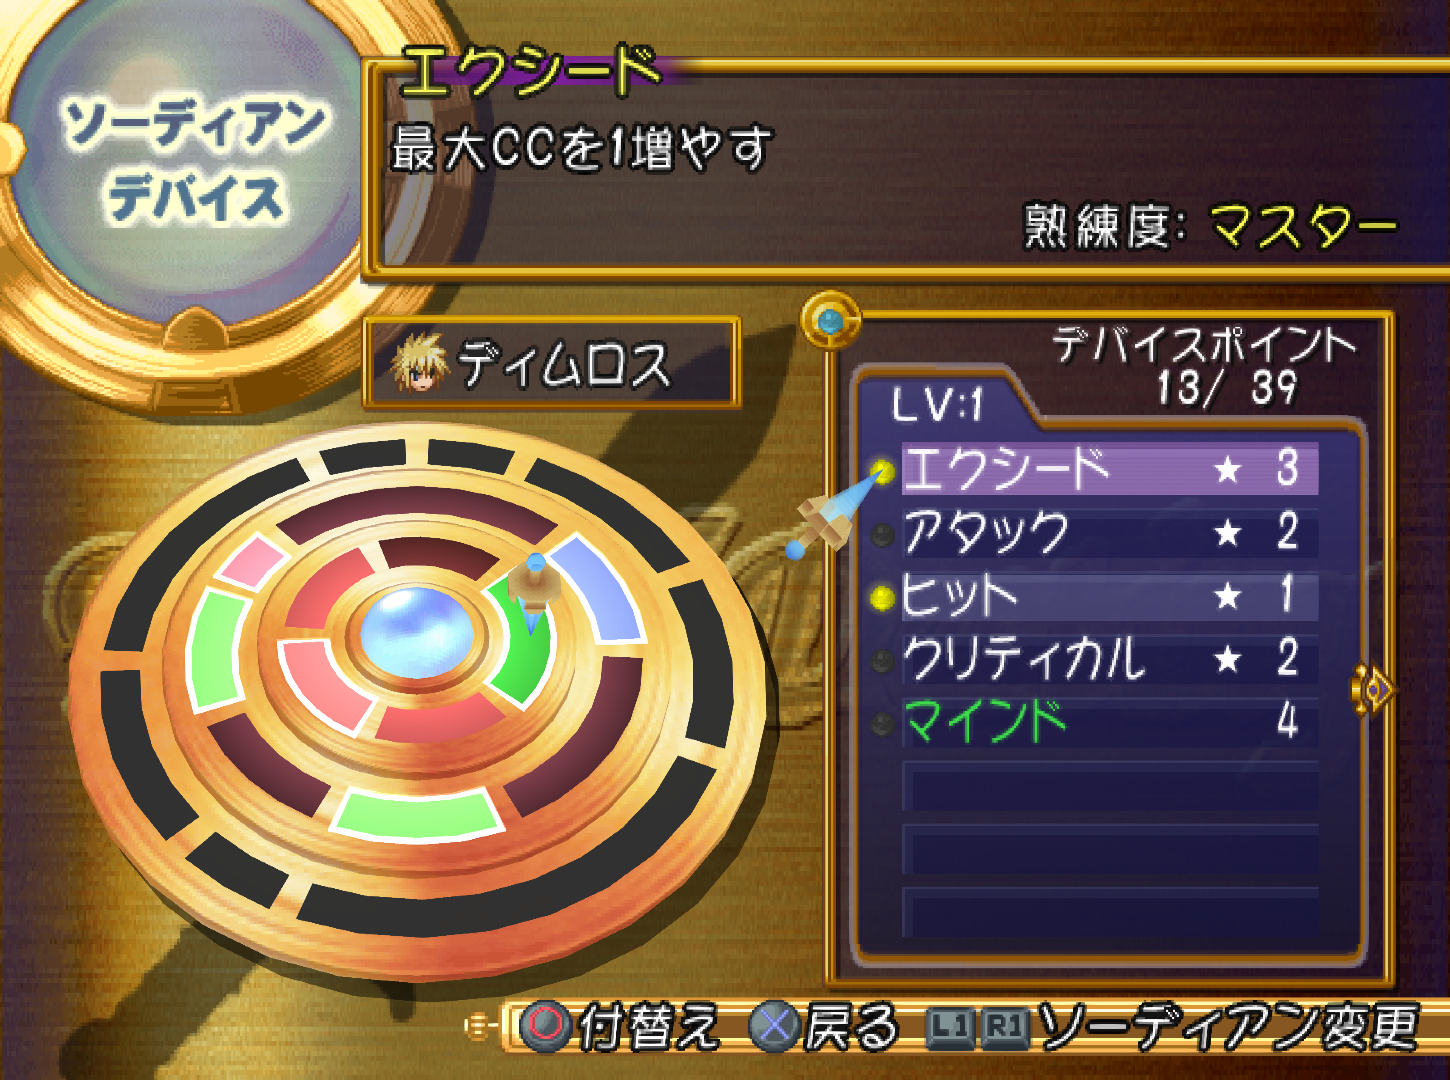 ソーディアン
デバイス
エクシード
最大CCを1増やす
熟練度: マスター
ディムロス
デバイスポイント
13/ 39
LV:1
エクシード ★ 3
アタック ★ 2
ヒット ★ 1
クリティカル ★ 2
マインド 4
付替え 戻る L1 R1 ソーディアン変更